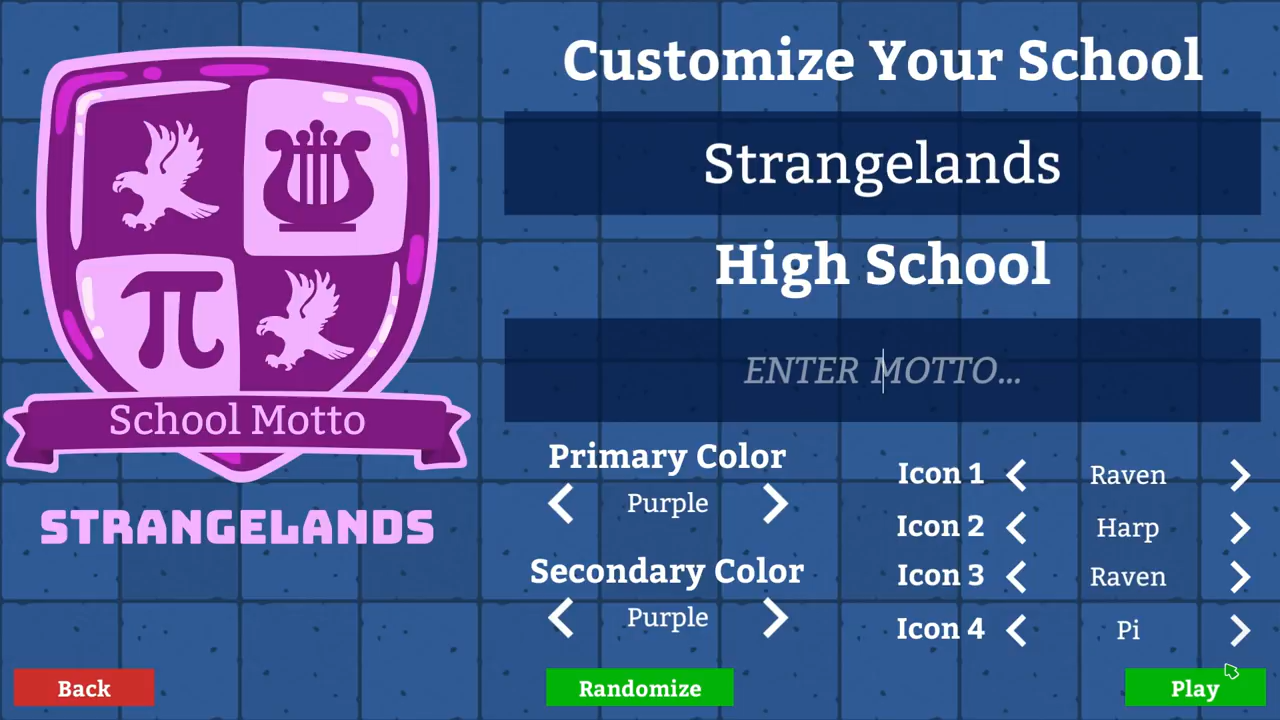 Customize Your School
Strangelands
High School
ENTER MOTTO...
School Motto
STRANGELANDS
Primary Color
Purple
Secondary Color
Purple
Icon 1 Raven
Icon 2 Harp
Icon 3 Raven
Icon 4 Pi
Back
Randomize
Play